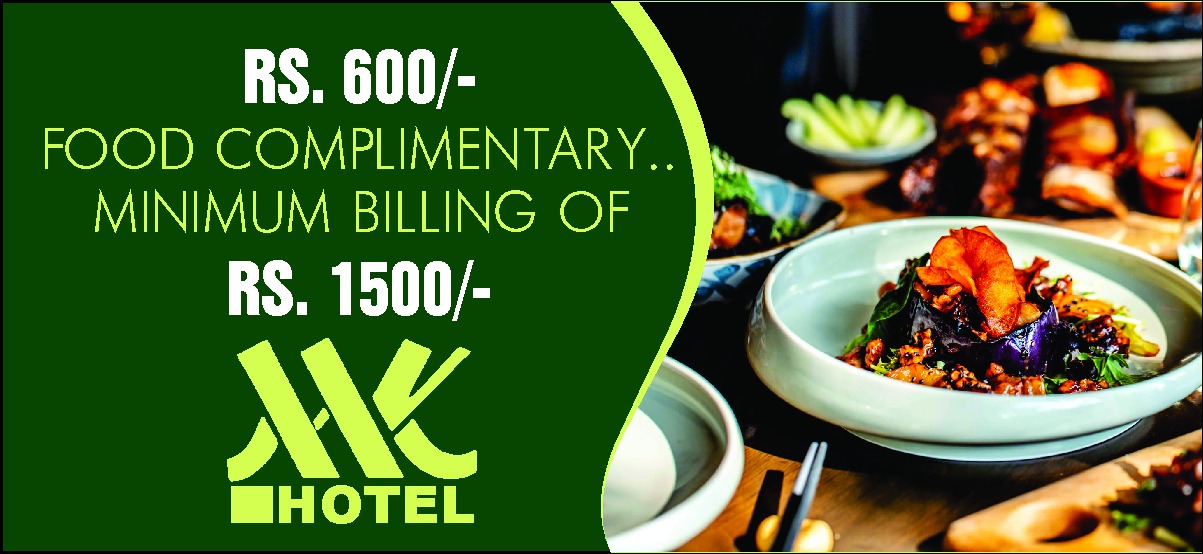 RS. 600/-
FOOD COMPLIMENTARY..
MINIMUM BILLING OF
RS. 1500/-
HOTEL